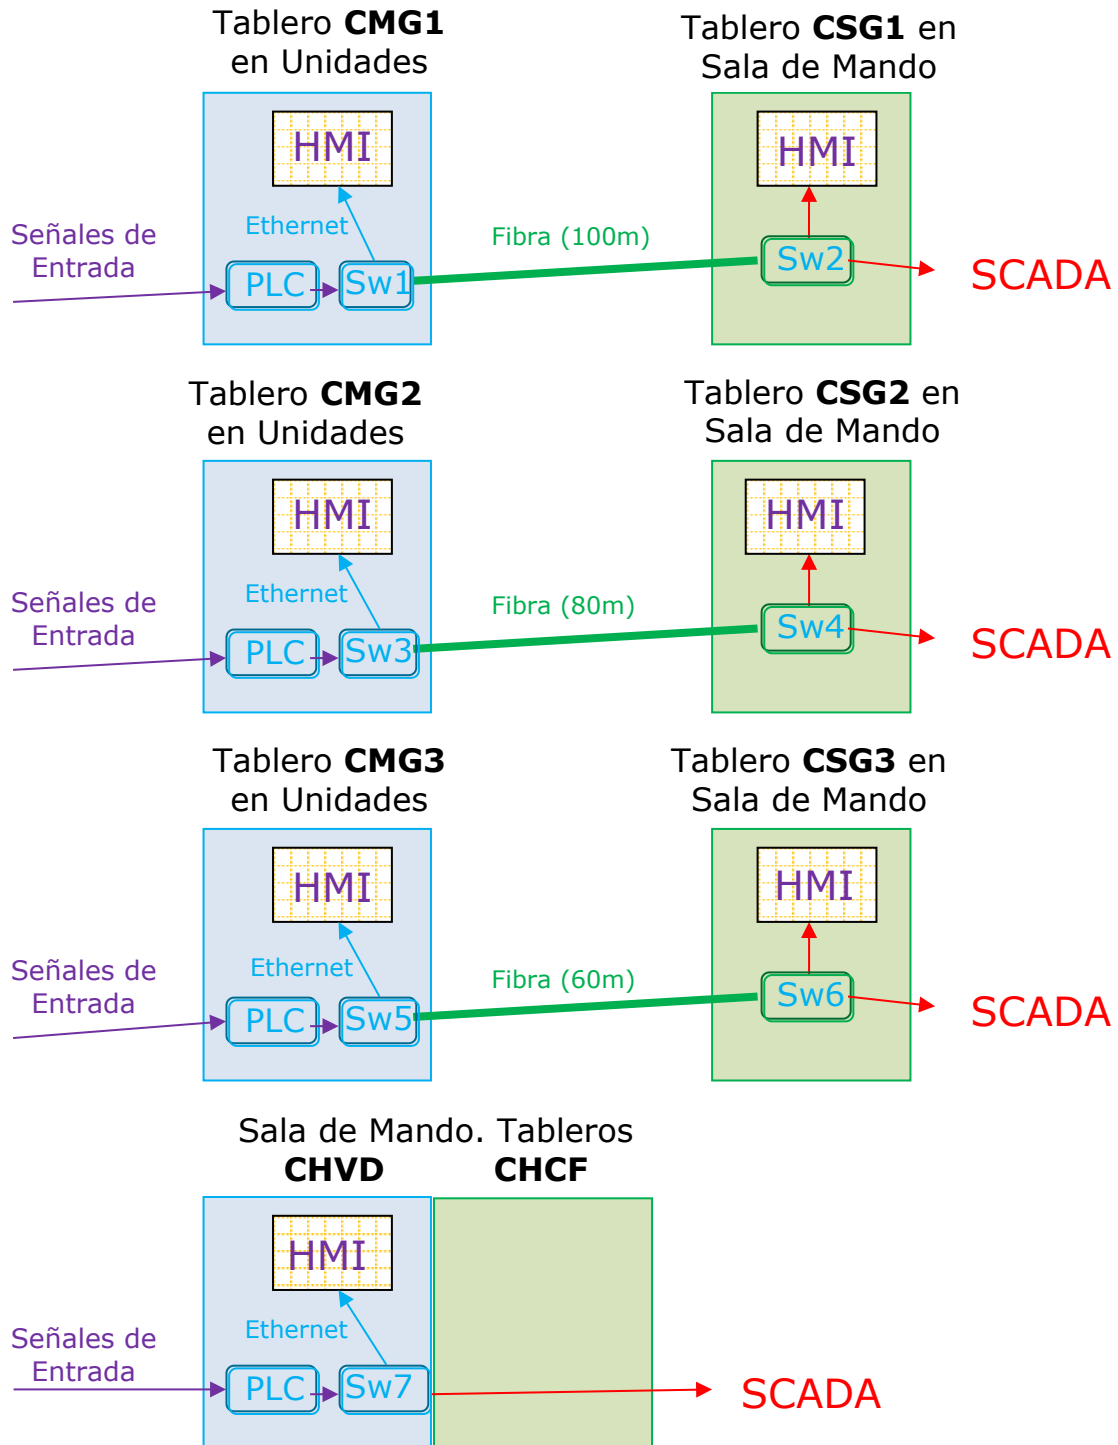 Tablero CMG1
en Unidades
Tablero CSG1 en
Sala de Mando
HMI
HMI
Ethernet
Señales de
Entrada
Fibra (100m)
PLC
Sw1
Sw2
SCADA
Tablero CMG2
en Unidades
Tablero CSG2 en
Sala de Mando
HMI
HMI
Ethernet
Señales de
Entrada
Fibra (80m)
PLC
Sw3
Sw4
SCADA
Tablero CMG3
en Unidades
Tablero CSG3 en
Sala de Mando
HMI
HMI
Ethernet
Señales de
Entrada
Fibra (60m)
PLC
Sw5
Sw6
SCADA
Sala de Mando. Tableros
CHVD CHCF
HMI
Ethernet
Señales de
Entrada
PLC
Sw7
SCADA